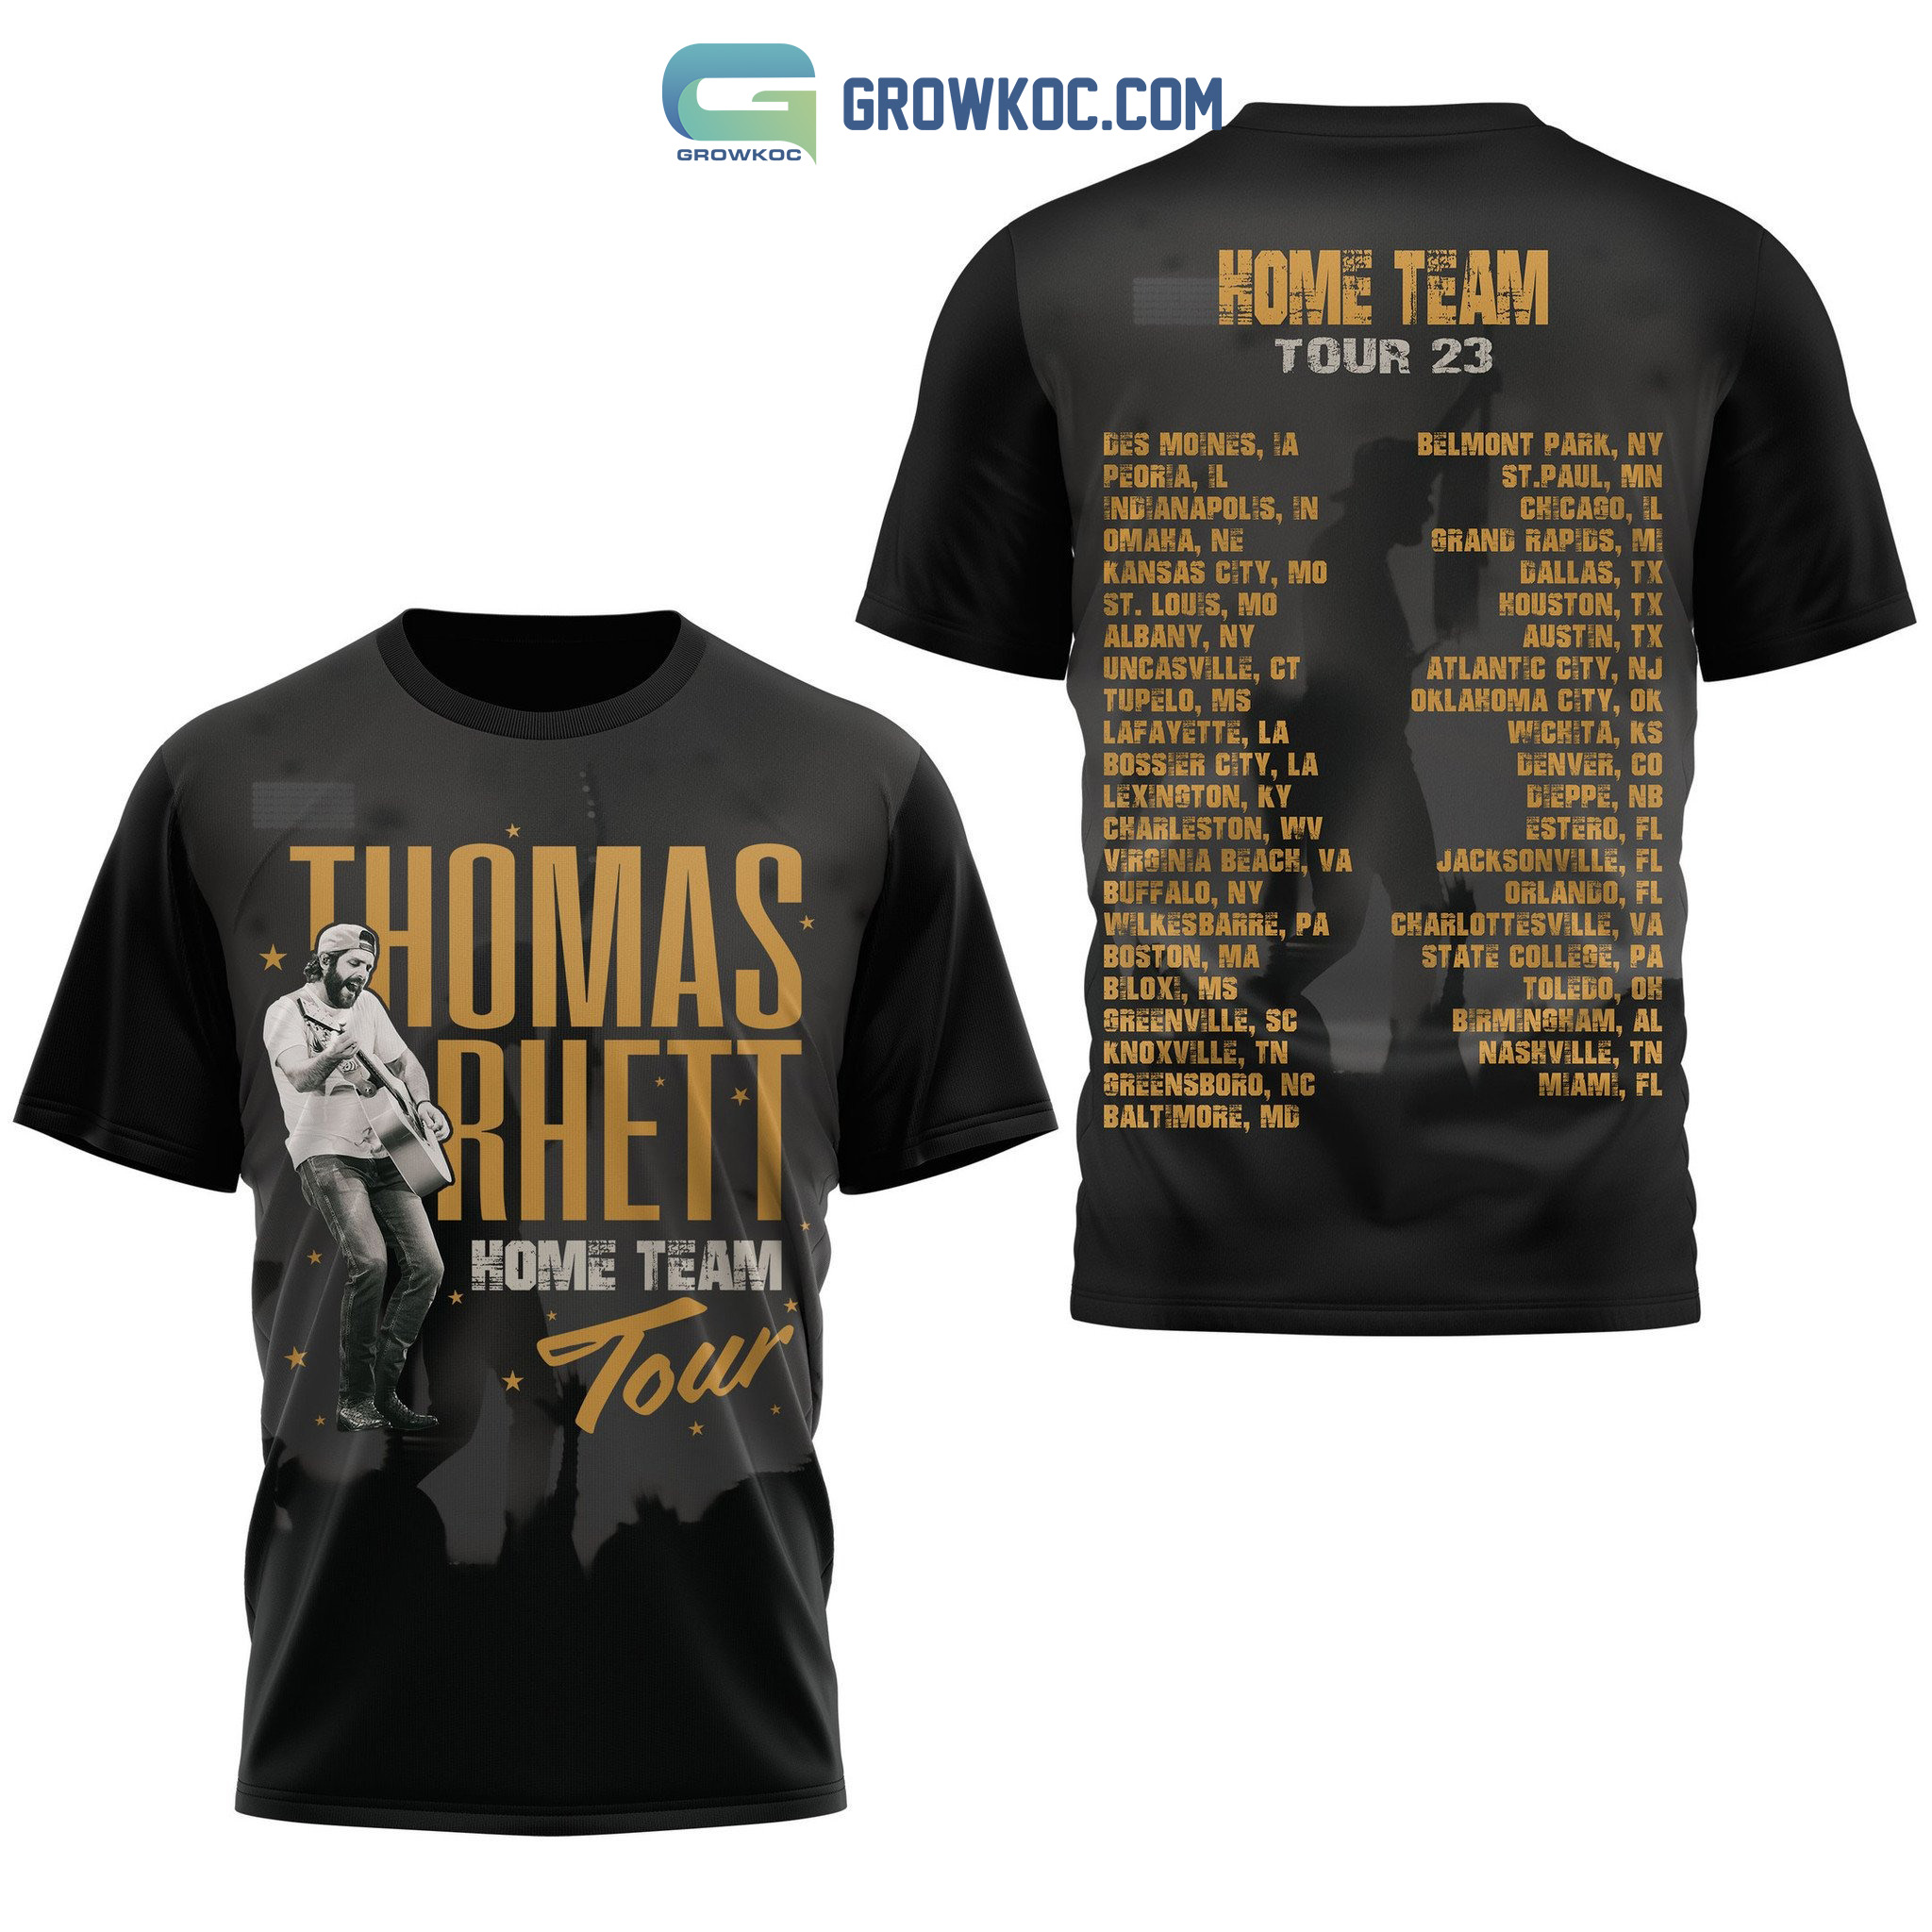 GROWKOC
GROWKOC.COM
HOME TEAM
TOUR 23
DES MOINES, IA
PEORIA, IL
INDIANAPOLIS, IN
OMAHA, NE
KANSAS CITY, MO
ST. LOUIS, MO
ALBANY, NY
UNCASVILLE, CT
TUPELO, MS
LAFAYETTE, LA
BOSSIER CITY, LA
LEXINGTON, KY
CHARLESTON, WV
VIRGINIA BEACH, VA
BUFFALO, NY
WILKESBARRE, PA
BOSTON, MA
BILOXI, MS
GREENVILLE, SC
KNOXVILLE, TN
GREENSBORO, NC
BALTIMORE, MD
BELMONT PARK, NY
ST.PAUL, MN
CHICAGO, IL
GRAND RAPIDS, MI
DALLAS, TX
HOUSTON, TX
AUSTIN, TX
ATLANTIC CITY, NJ
OKLAHOMA CITY, OK
WICHITA, KS
DENVER, CO
DIEPPE, NB
ESTERO, FL
JACKSONVILLE, FL
ORLANDO, FL
CHARLOTTESVILLE, VA
STATE COLLEGE, PA
TOLEDO, OH
BIRMINGHAM, AL
NASHVILLE, TN
MIAMI, FL
THOMAS
RHETT
HOME TEAM
Tour